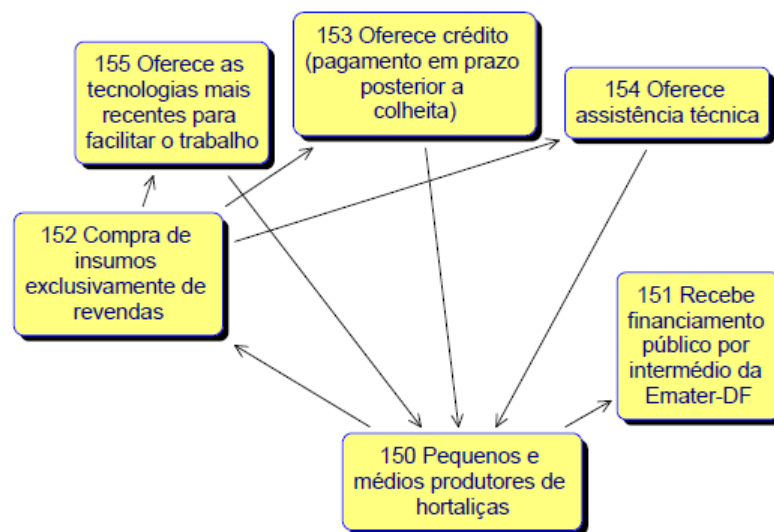 155 Oferece as
tecnologias mais
recentes para
facilitar o trabalho
153 Oferece crédito
(pagamento em prazo
posterior a
colheita)
154 Oferece
assistência técnica
152 Compra de
insumos
exclusivamente de
revendas
151 Recebe
financiamento
público por
intermédio da
Emater-DF
150 Pequenos e
médios produtores de
hortaliças